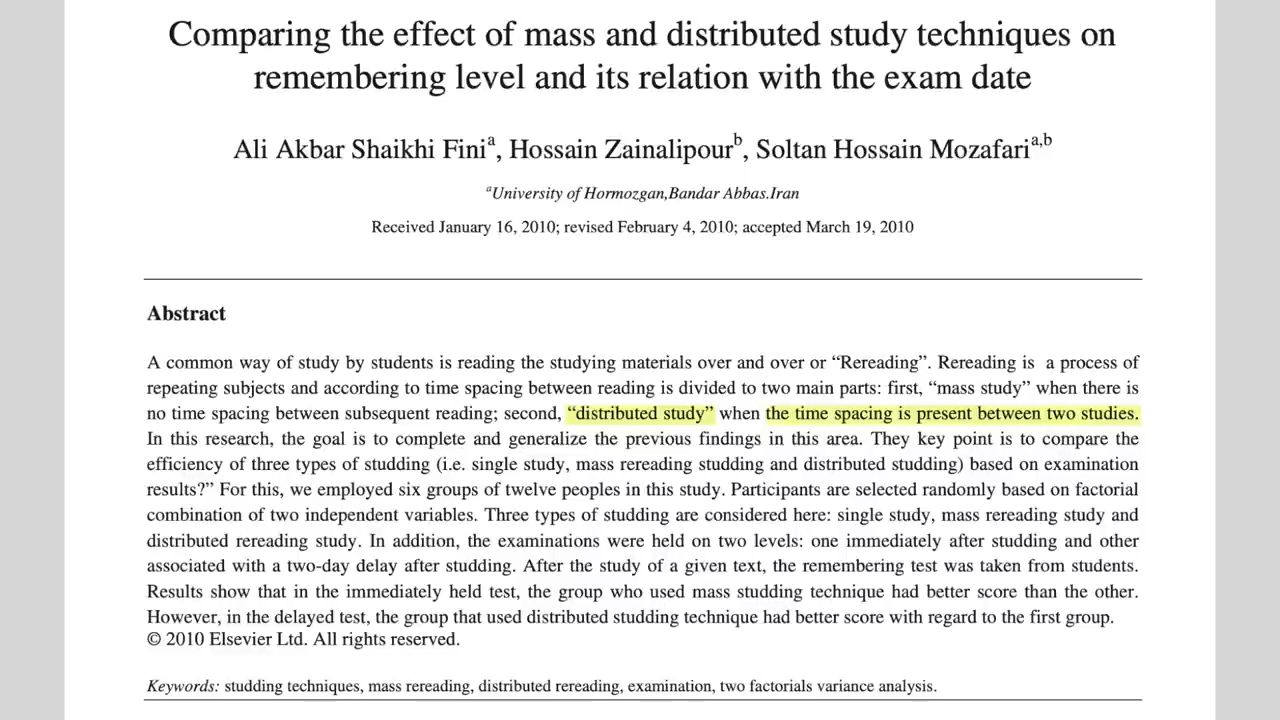 Comparing the effect of mass and distributed study techniques on
remembering level and its relation with the exam date
Ali Akbar Shaikhi Finia, Hossain Zainalipourb, Soltan Hossain Mozafaria,b
aUniversity of Hormozgan,Bandar Abbas.Iran
Received January 16, 2010; revised February 4, 2010; accepted March 19, 2010
Abstract
A common way of study by students is reading the studying materials over and over or “Rereading”. Rereading is a process of
repeating subjects and according to time spacing between reading is divided to two main parts: first, “mass study” when there is
no time spacing between subsequent reading; second, “distributed study” when the time spacing is present between two studies.
In this research, the goal is to complete and generalize the previous findings in this area. They key point is to compare the
efficiency of three types of studding (i.e. single study, mass rereading studding and distributed studding) based on examination
results?” For this, we employed six groups of twelve peoples in this study. Participants are selected randomly based on factorial
combination of two independent variables. Three types of studding are considered here: single study, mass rereading study and
distributed rereading study. In addition, the examinations were held on two levels: one immediately after studding and other
associated with a two-day delay after studding. After the study of a given text, the remembering test was taken from students.
Results show that in the immediately held test, the group who used mass studding technique had better score than the other.
However, in the delayed test, the group that used distributed studding technique had better score with regard to the first group.
© 2010 Elsevier Ltd. All rights reserved.
Keywords: studding techniques, mass rereading, distributed rereading, examination, two factorials variance analysis.